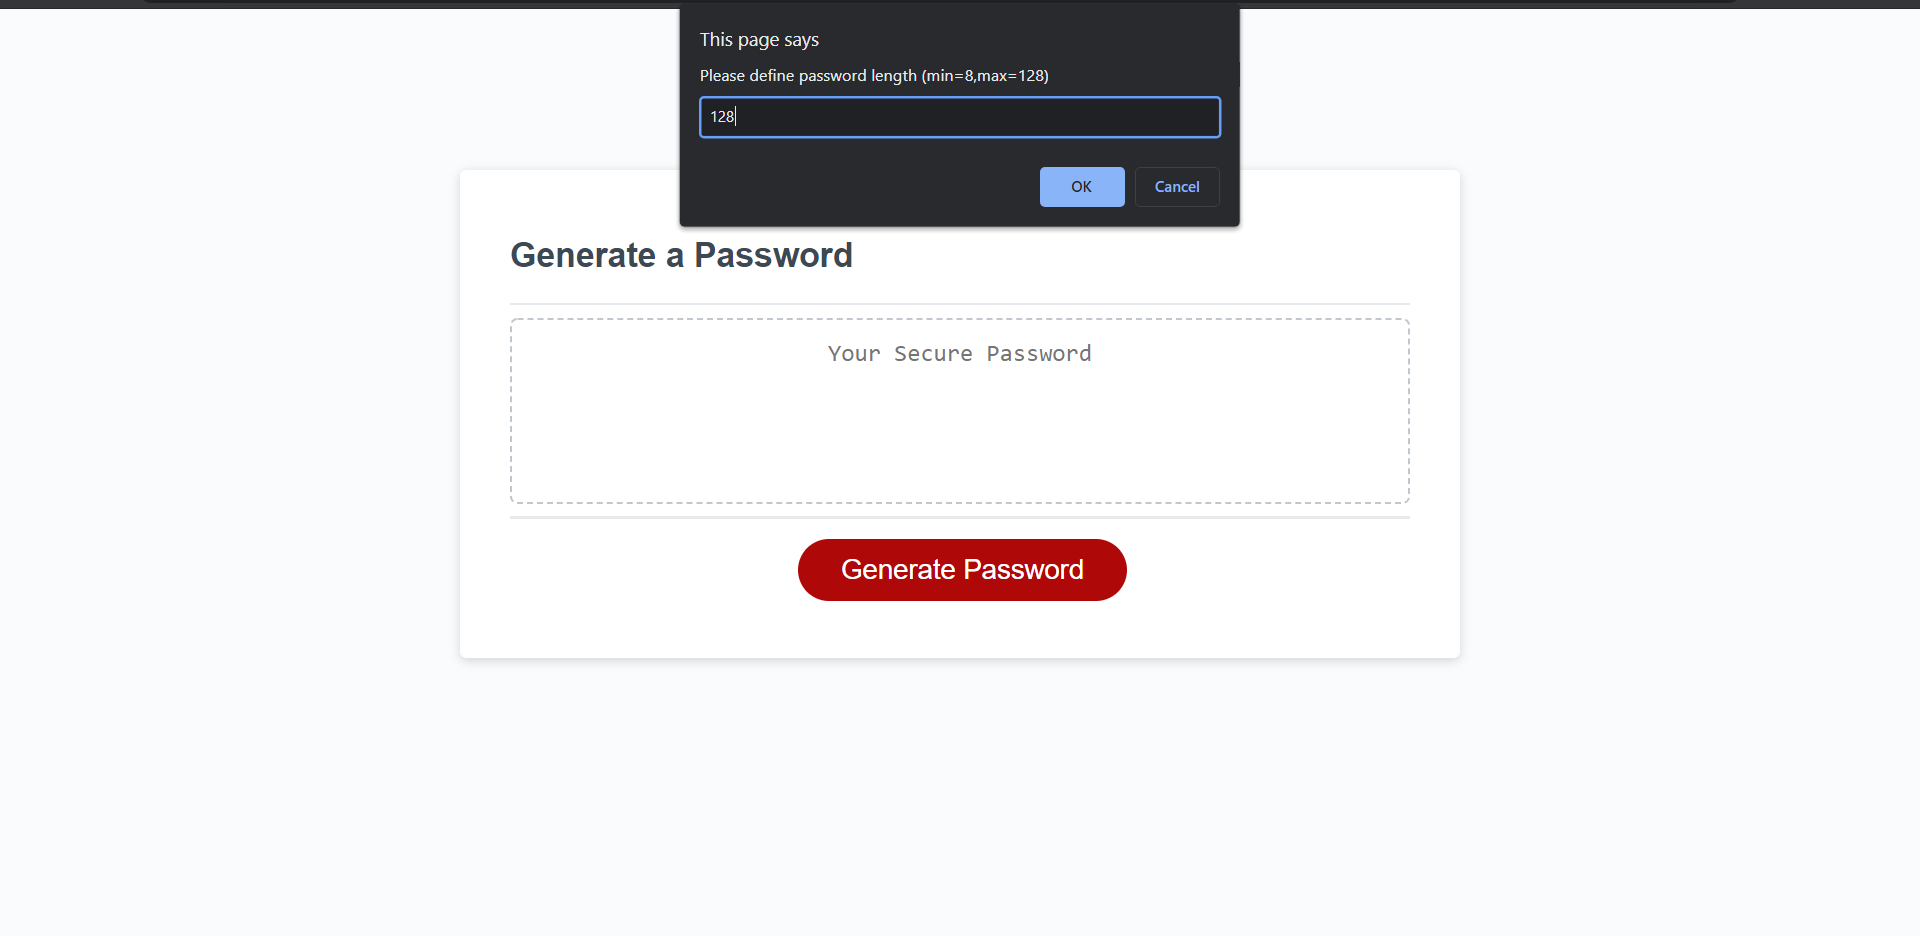 This page says
Please define password length (min=8,max=128)
128
OK Cancel
Generate a Password
Your Secure Password
Generate Password